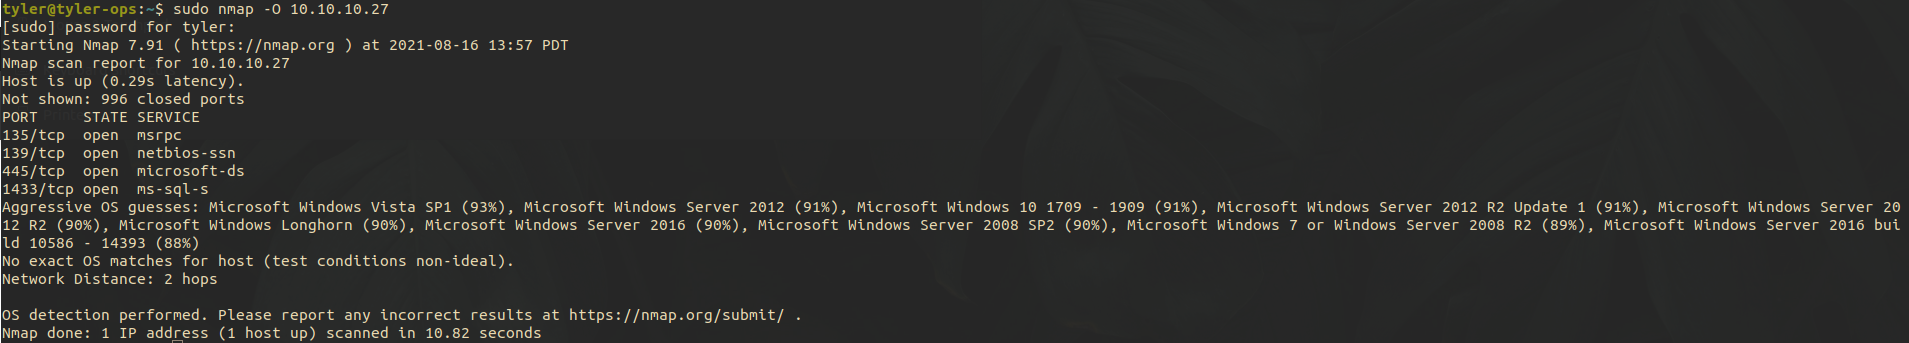 tyler@tyler-ops:~$ sudo nmap -O 10.10.10.27
[sudo] password for tyler:
Starting Nmap 7.91 ( https://nmap.org ) at 2021-08-16 13:57 PDT
Nmap scan report for 10.10.10.27
Host is up (0.29s latency).
Not shown: 996 closed ports
PORT     STATE SERVICE
135/tcp  open  msrpc
139/tcp  open  netbios-ssn
445/tcp  open  microsoft-ds
1433/tcp open  ms-sql-s
Aggressive OS guesses: Microsoft Windows Vista SP1 (93%), Microsoft Windows Server 2012 (91%), Microsoft Windows 10 1709 - 1909 (91%), Microsoft Windows Server 2012 R2 Update 1 (91%), Microsoft Windows Server 20
12 R2 (90%), Microsoft Windows Longhorn (90%), Microsoft Windows Server 2016 (90%), Microsoft Windows Server 2008 SP2 (90%), Microsoft Windows 7 or Windows Server 2008 R2 (89%), Microsoft Windows Server 2016 bui
ld 10586 - 14393 (88%)
No exact OS matches for host (test conditions non-ideal).
Network Distance: 2 hops
OS detection performed. Please report any incorrect results at https://nmap.org/submit/ .
Nmap done: 1 IP address (1 host up) scanned in 10.82 seconds